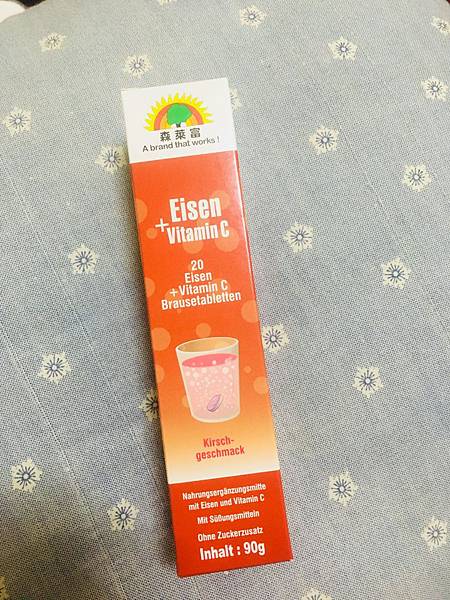 森萊富
A brand that works !
Eisen
+Vitamin C
20
Eisen
+Vitamin C
Brausetabletten
Kirsch-
geschmack
Nahrungsergänzungsmitte
mit Eisen und Vitamin C
Mit Süßungsmitteln
Ohne Zuckerzusatz
Inhalt : 90g